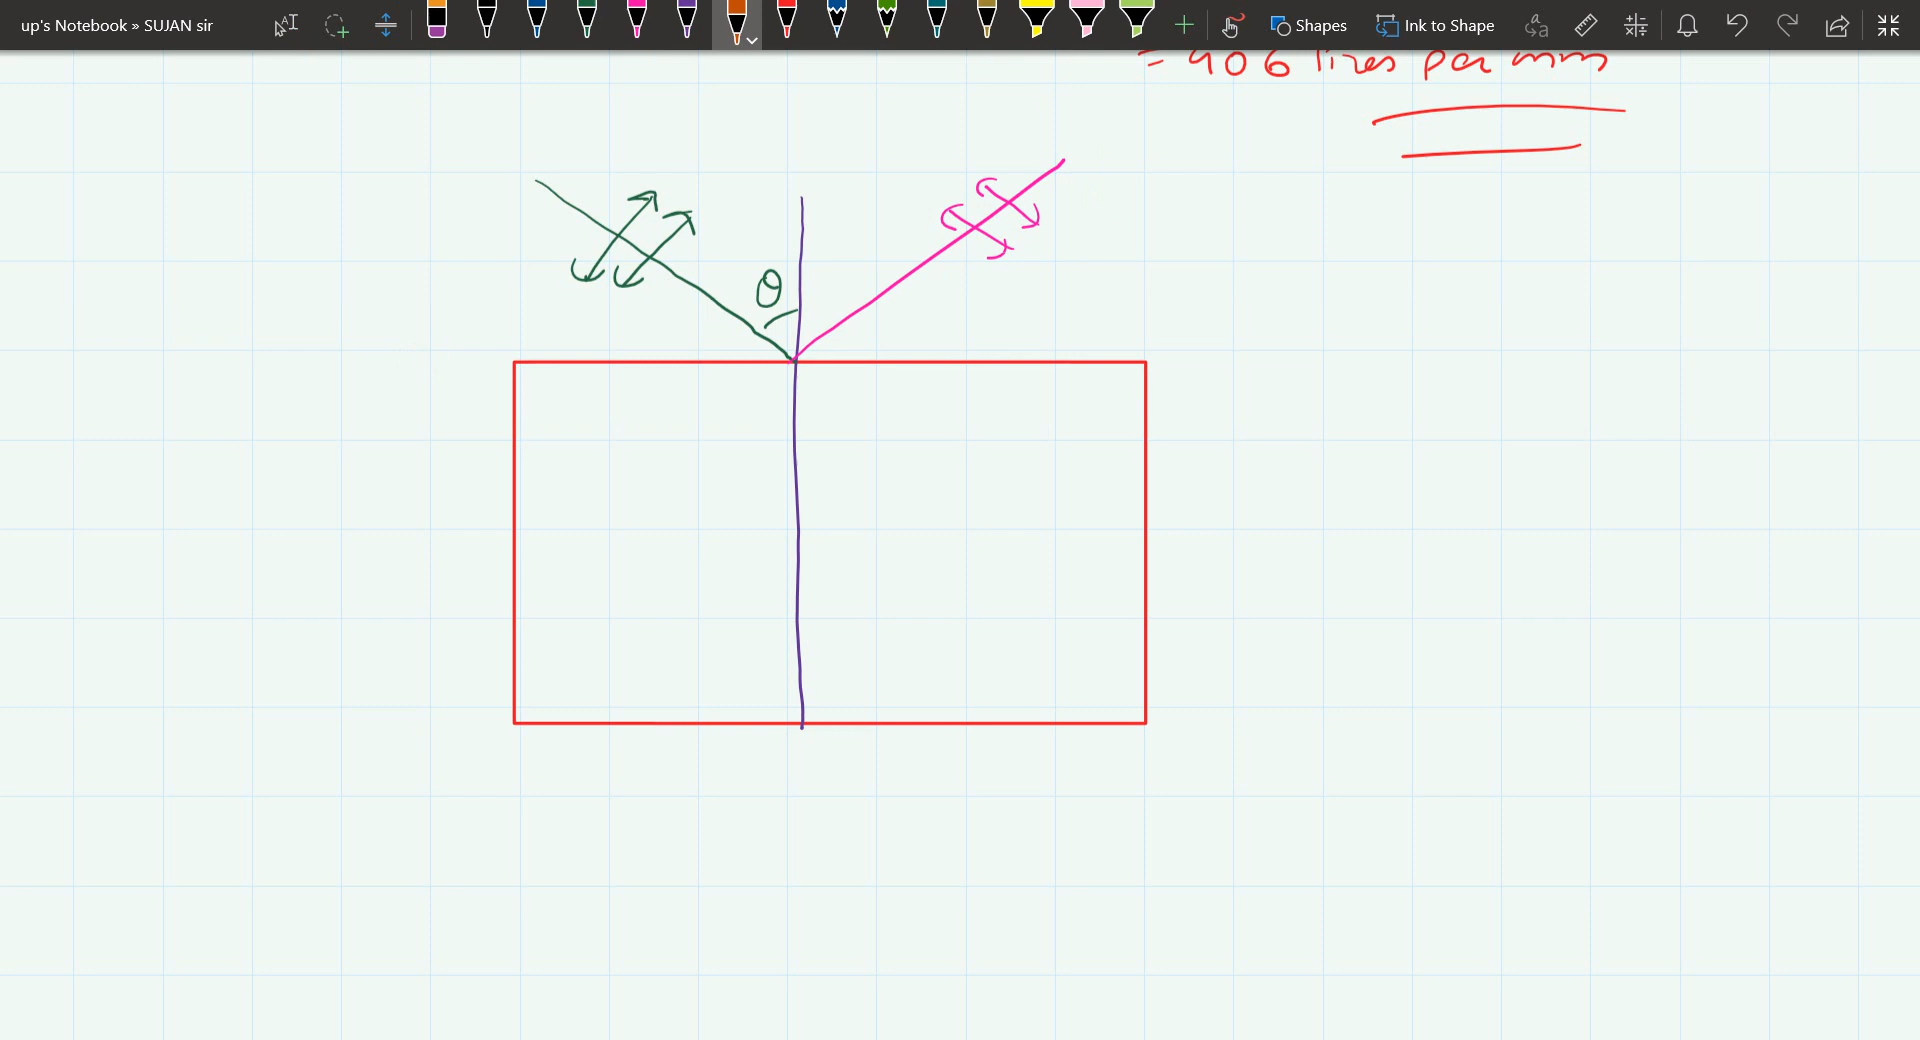 up's Notebook » SUJAN sir
Shapes
Ink to Shape
= 406 lines per mm
θ